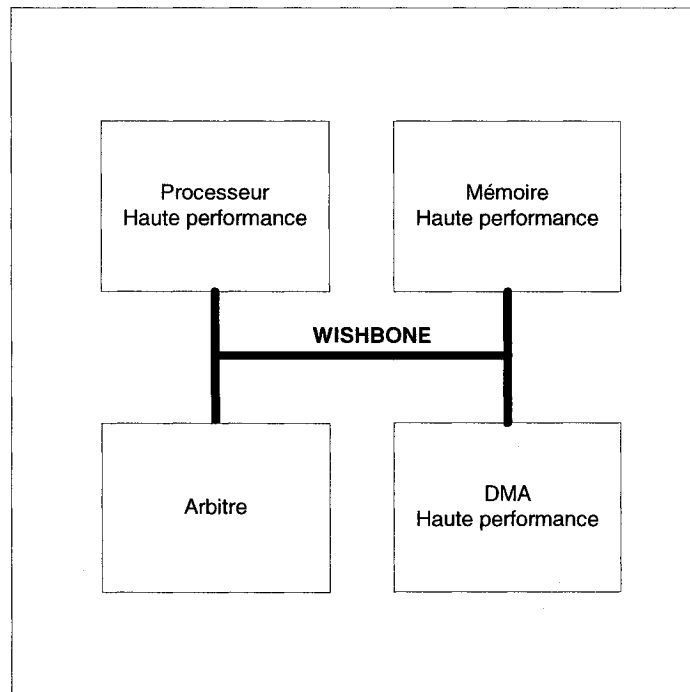 Processeur
Haute performance
Mémoire
Haute performance
WISHBONE
Arbitre
DMA
Haute performance